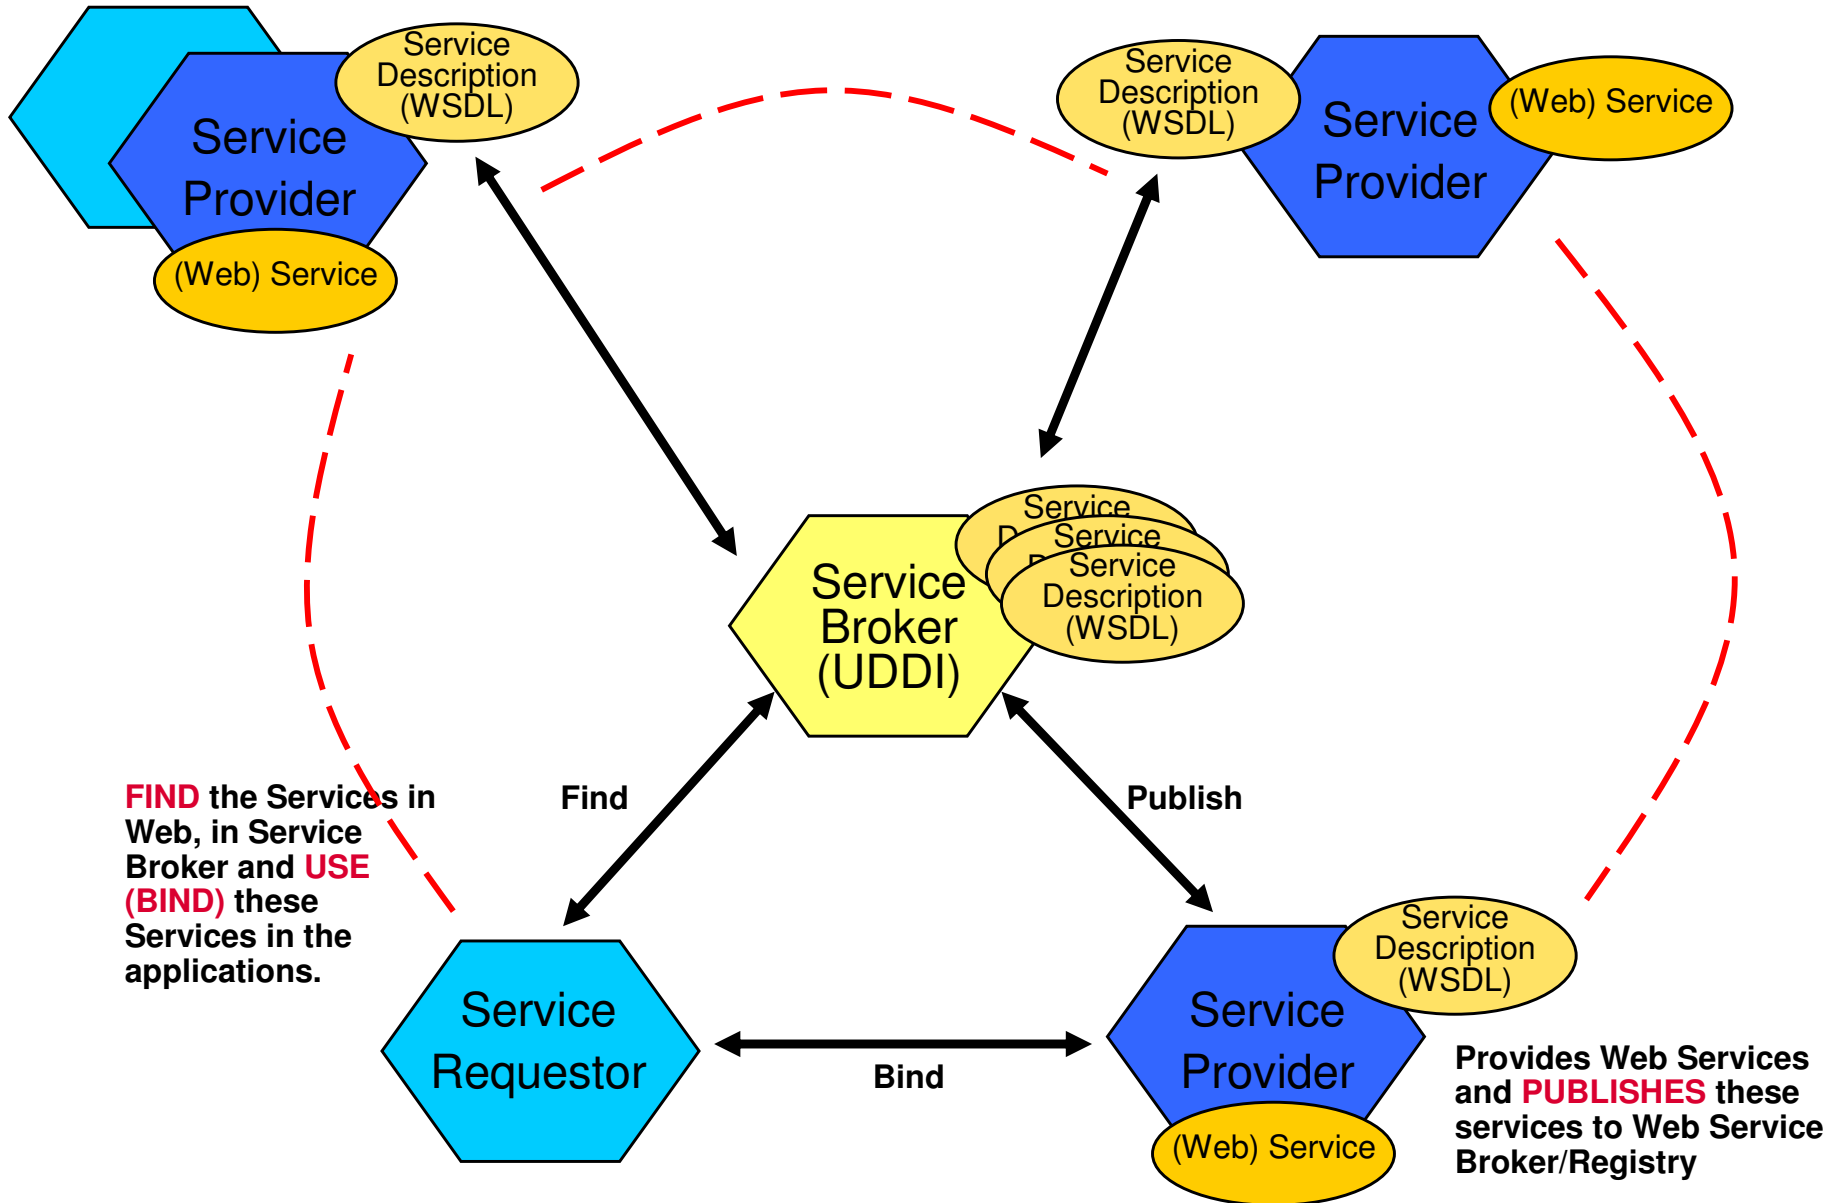 Service
Description
(WSDL)
Service
Provider
(Web) Service
Service
Description
(WSDL)
Service
Provider
(Web) Service
Service
Broker
(UDDI)
Service
Service
Service
Description
(WSDL)
FIND the Services in
Web, in Service
Broker and USE
(BIND) these
Services in the
applications.
Find
Publish
Service
Requestor
Bind
Service
Description
(WSDL)
Service
Provider
(Web) Service
Provides Web Services
and PUBLISHES these
services to Web Service
Broker/Registry